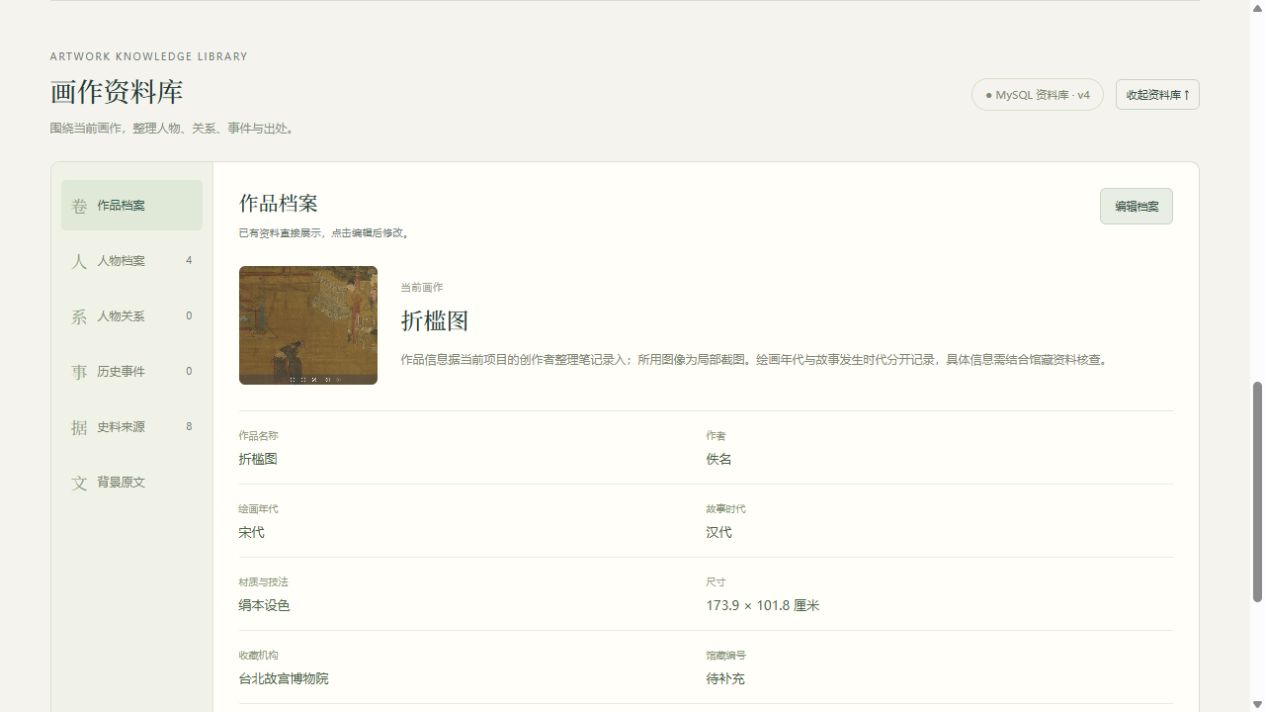 ARTWORK KNOWLEDGE LIBRARY
画作资料库
● MySQL 资料库 · v4
收起资料库 ↑
围绕当前画作，整理人物、关系、事件与出处。
卷 作品档案
人 人物档案 4
系 人物关系 0
事 历史事件 0
据 史料来源 8
文 背景原文
作品档案
编辑档案
已有资料直接展示，点击编辑后修改。
当前画作
折槛图
作品信息据当前项目的创作者整理笔记录入；所用图像为局部截图。绘画年代与故事发生时代分开记录，具体信息需结合馆藏资料核查。
作品名称
折槛图
作者
佚名
绘画年代
宋代
故事时代
汉代
材质与技法
绢本设色
尺寸
173.9 × 101.8 厘米
收藏机构
台北故宫博物院
馆藏编号
待补充